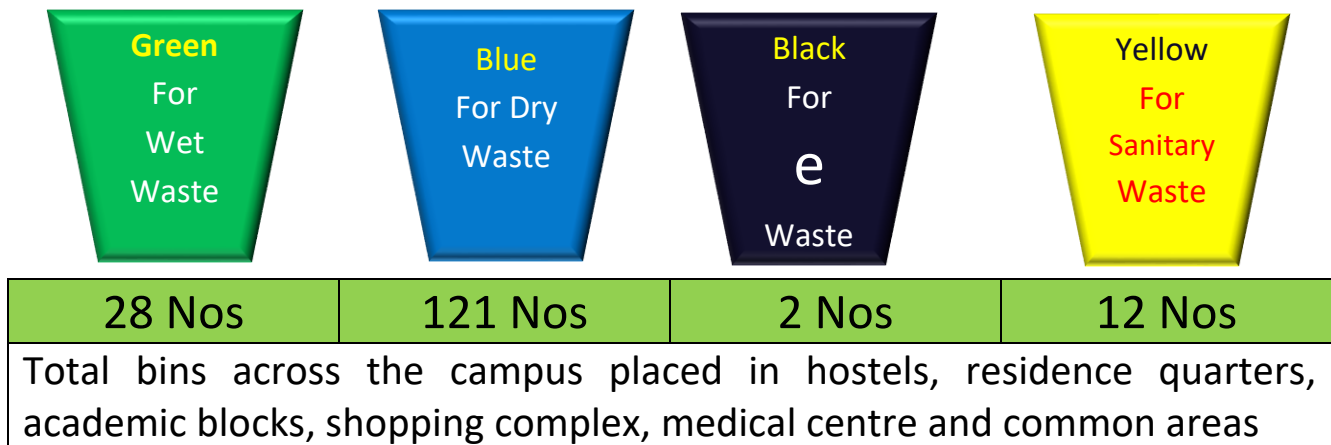 Green
For
Wet
Waste
Blue
For Dry
Waste
Black
For
e
Waste
Yellow
For
Sanitary
Waste
28 Nos
121 Nos
2 Nos
12 Nos
Total bins across the campus placed in hostels, residence quarters,
academic blocks, shopping complex, medical centre and common areas